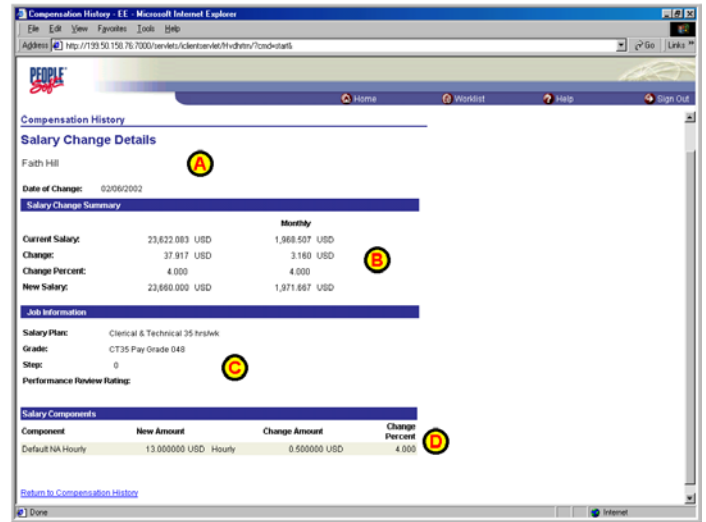 Compensation History - EE - Microsoft Internet Explorer
File Edit View Favorites Tools Help
Address http://199.50.158.76:7000/servlets/iclientservlet/Hvdhrtrn/?cmd=start& Go Links »
PEOPLE Soft
Home Worklist Help Sign Out
Compensation History
Salary Change Details
Faith Hill
A
Date of Change: 02/06/2002
Salary Change Summary
Monthly
Current Salary: 23,622.083 USD 1,968.507 USD
Change: 37.917 USD 3.160 USD
B
Change Percent: 4.000 4.000
New Salary: 23,660.000 USD 1,971.667 USD
Job Information
Salary Plan: Clerical & Technical 35 hrs/wk
Grade: CT35 Pay Grade 048
Step: 0
C
Performance Review Rating:
Salary Components
Component New Amount Change Amount Change Percent
D
Default NA Hourly 13.000000 USD Hourly 0.500000 USD 4.000
Return to Compensation History
Done Internet